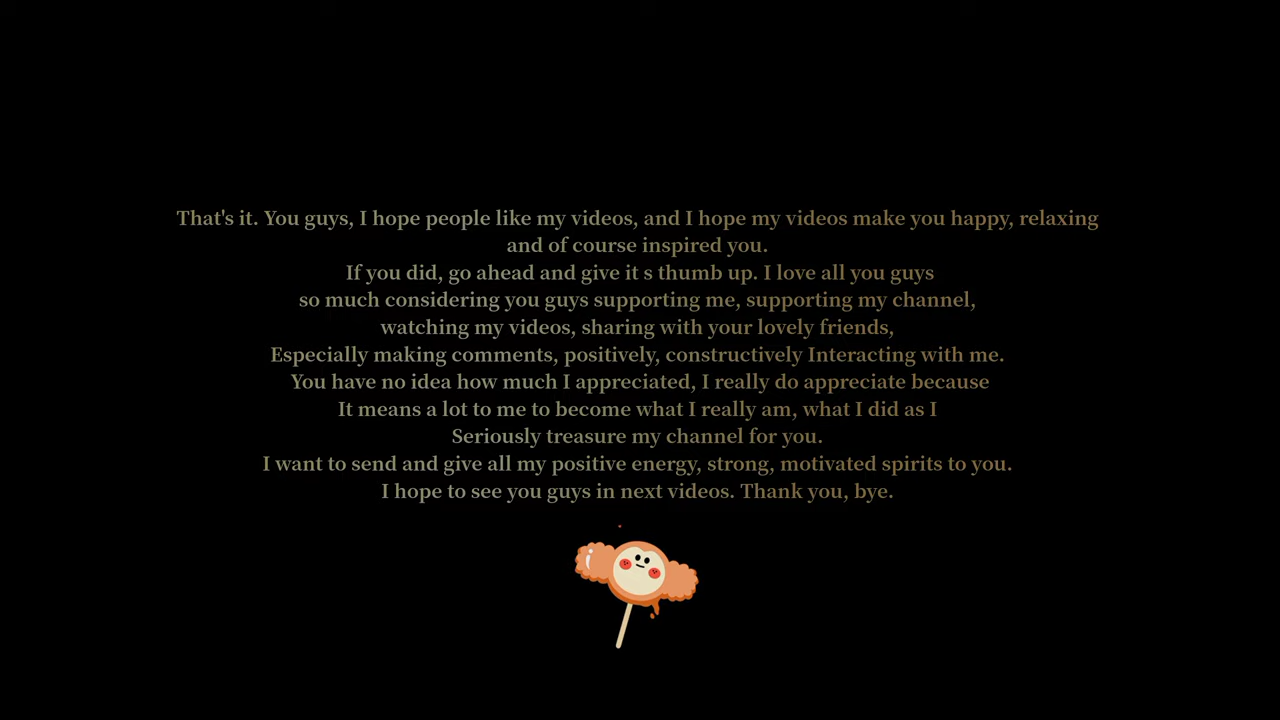 That's it. You guys, I hope people like my videos, and I hope my videos make you happy, relaxing
and of course inspired you.
If you did, go ahead and give it s thumb up. I love all you guys
so much considering you guys supporting me, supporting my channel,
watching my videos, sharing with your lovely friends,
Especially making comments, positively, constructively Interacting with me.
You have no idea how much I appreciated, I really do appreciate because
It means a lot to me to become what I really am, what I did as I
Seriously treasure my channel for you.
I want to send and give all my positive energy, strong, motivated spirits to you.
I hope to see you guys in next videos. Thank you, bye.